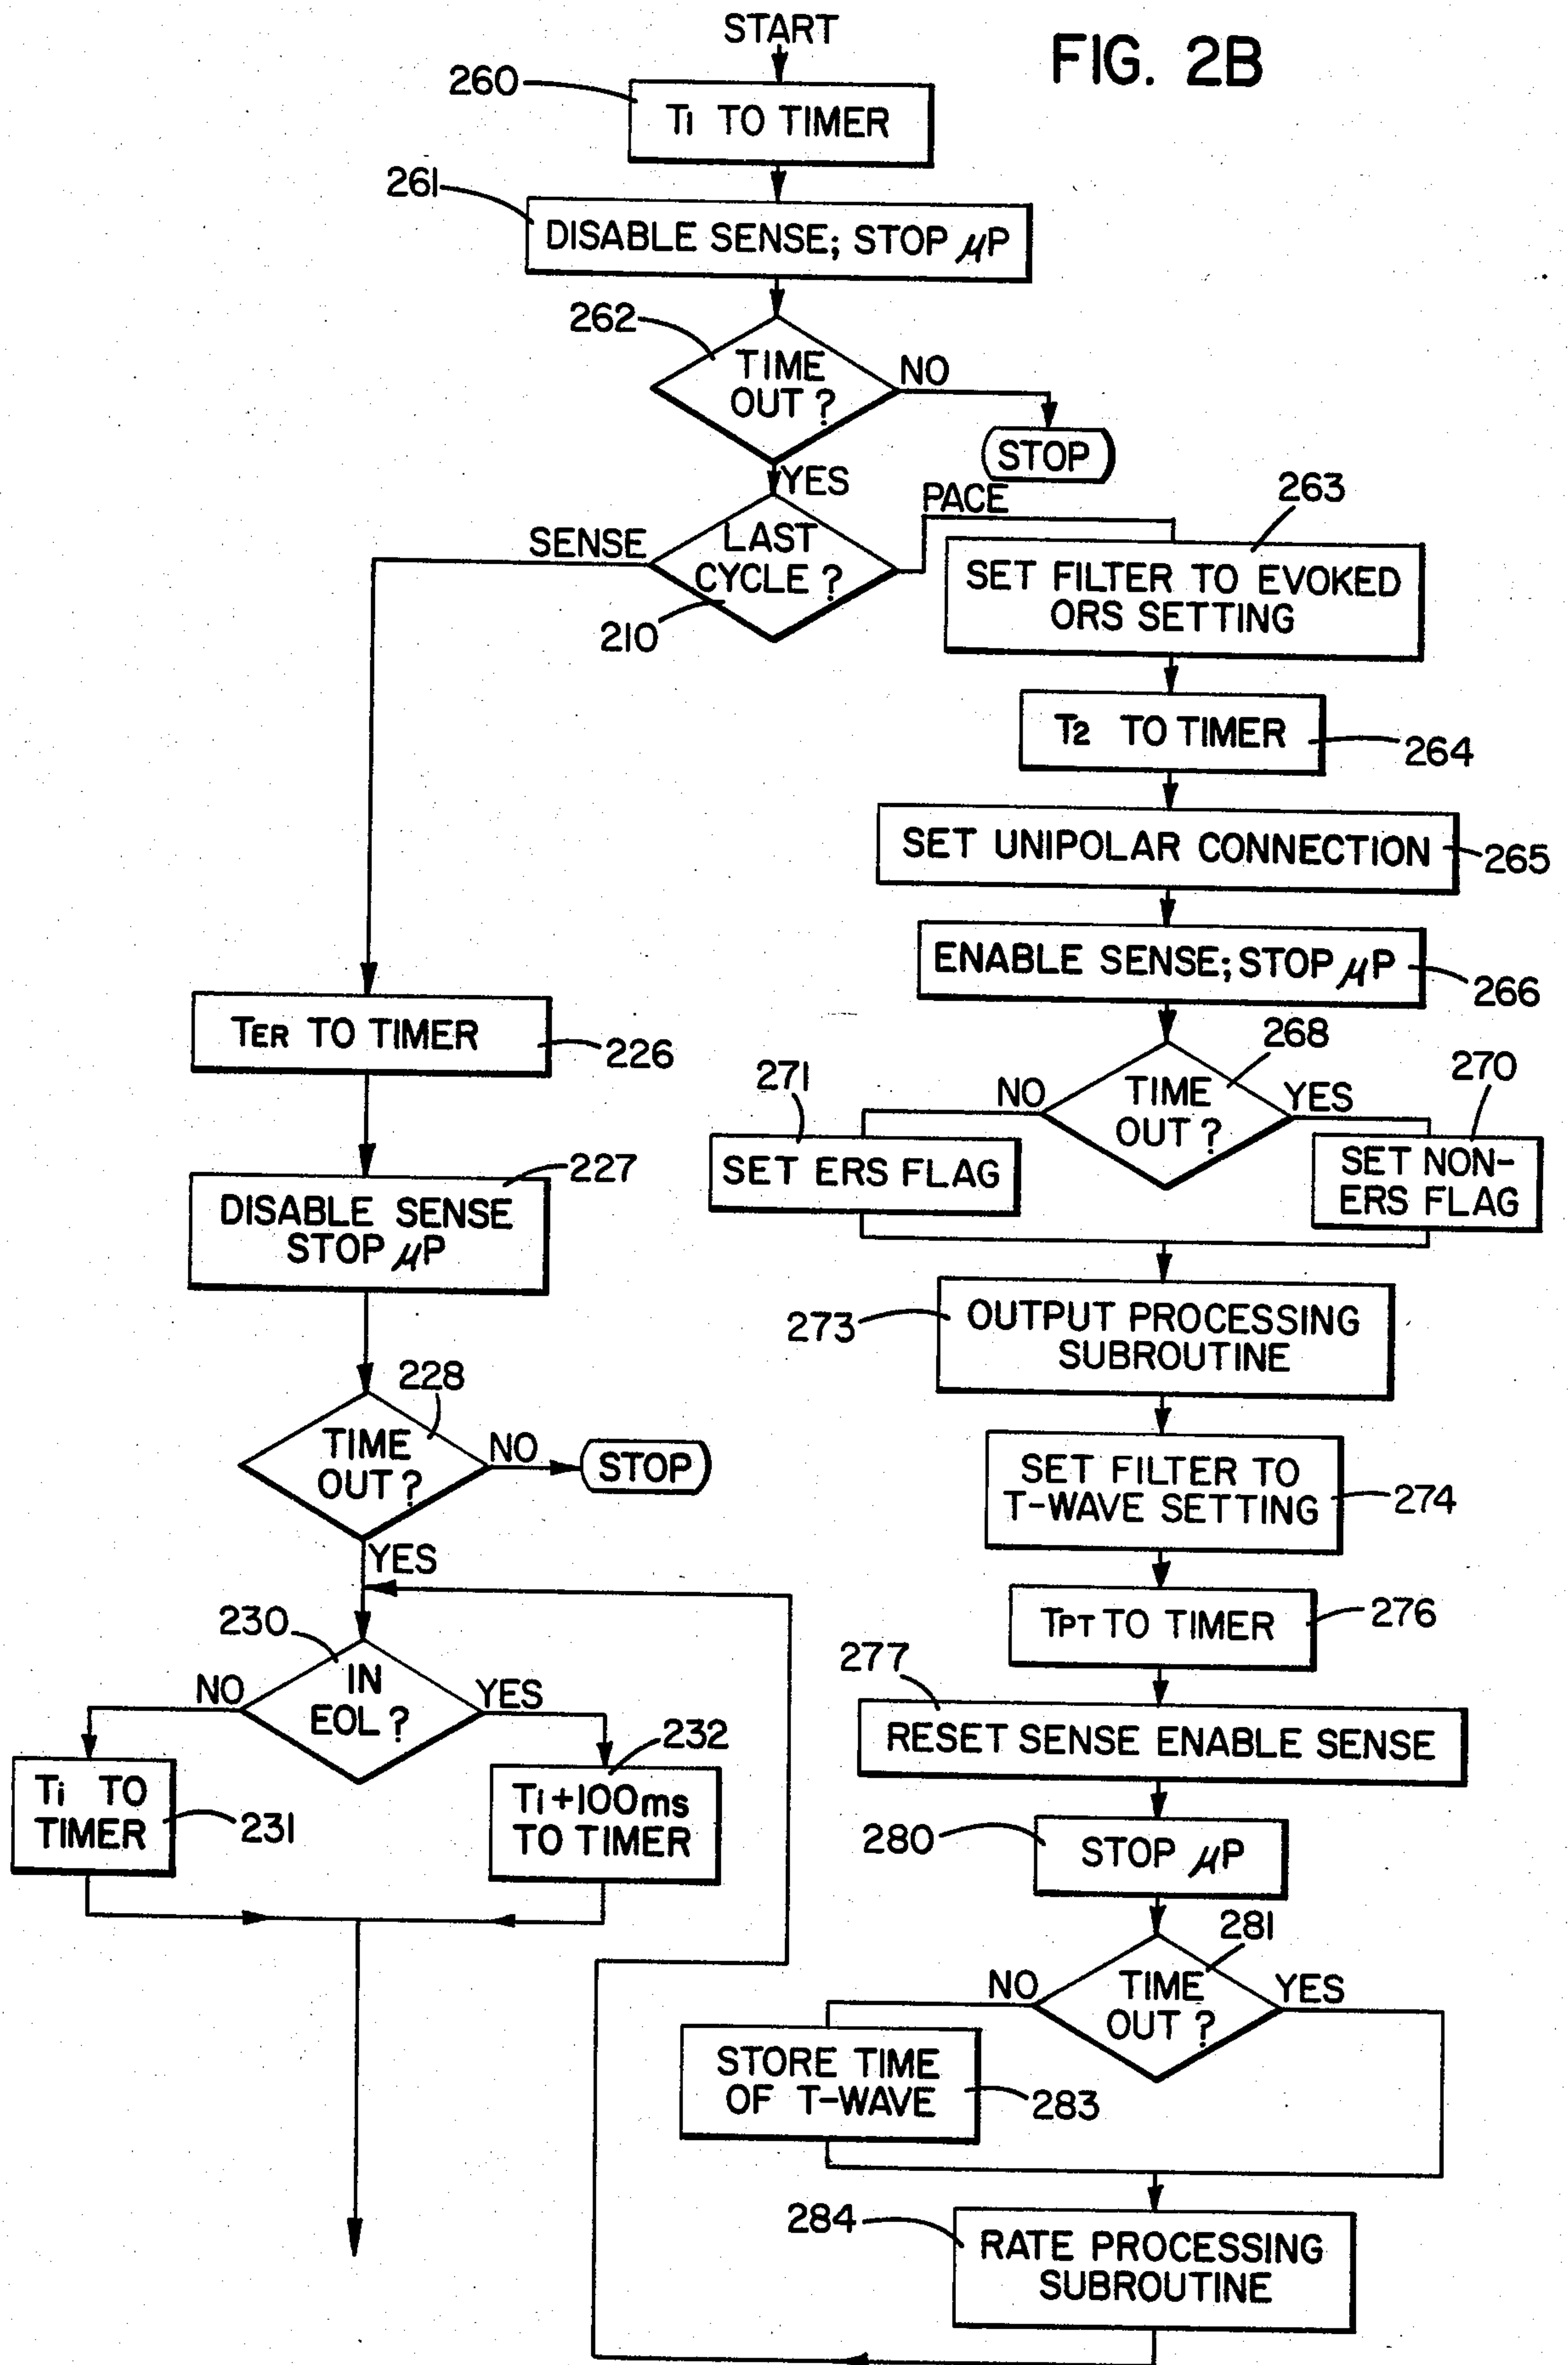 START
FIG. 2B
260
T1 TO TIMER
261
DISABLE SENSE; STOP μP
262
TIME
OUT?
NO
STOP
YES
PACE
263
SENSE
LAST
CYCLE?
210
SET FILTER TO EVOKED
QRS SETTING
T2 TO TIMER
264
SET UNIPOLAR CONNECTION
265
ENABLE SENSE; STOP μP
266
TER TO TIMER
226
268
TIME
OUT?
271
NO
YES
270
SET ERS FLAG
SET NON-
ERS FLAG
227
DISABLE SENSE
STOP μP
273
OUTPUT PROCESSING
SUBROUTINE
228
TIME
OUT?
NO
STOP
YES
SET FILTER TO
T-WAVE SETTING
274
TPT TO TIMER
276
230
IN
EOL?
NO
YES
277
RESET SENSE ENABLE SENSE
232
Ti TO
TIMER
231
Ti+100ms
TO TIMER
280
STOP μP
281
TIME
OUT?
NO
YES
STORE TIME
OF T-WAVE
283
284
RATE PROCESSING
SUBROUTINE